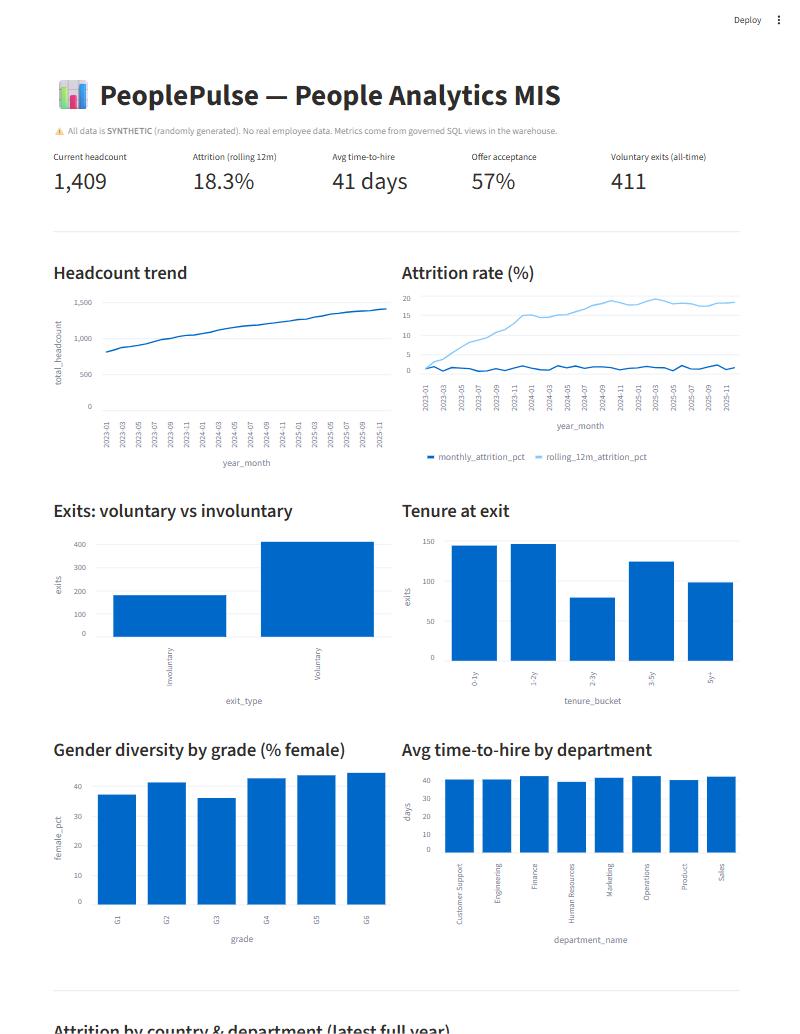 Deploy
PeoplePulse — People Analytics MIS
All data is SYNTHETIC (randomly generated). No real employee data. Metrics come from governed SQL views in the warehouse.
Current headcount
Attrition (rolling 12m)
Avg time-to-hire
Offer acceptance
Voluntary exits (all-time)
1,409
18.3%
41 days
57%
411
Headcount trend
1,500
1,000
500
0
total_headcount
2023-01
2023-03
2023-05
2023-07
2023-09
2023-11
2024-01
2024-03
2024-05
2024-07
2024-09
2024-11
2025-01
2025-03
2025-05
2025-07
2025-09
2025-11
year_month
Attrition rate (%)
20
15
10
5
0
2023-01
2023-03
2023-05
2023-07
2023-09
2023-11
2024-01
2024-03
2024-05
2024-07
2024-09
2024-11
2025-01
2025-03
2025-05
2025-07
2025-09
2025-11
year_month
monthly_attrition_pct
rolling_12m_attrition_pct
Exits: voluntary vs involuntary
400
300
200
100
0
exits
Involuntary
Voluntary
exit_type
Tenure at exit
150
100
50
0
exits
0-1y
1-2y
2-3y
3-5y
5y+
tenure_bucket
Gender diversity by grade (% female)
40
30
20
10
0
female_pct
G1
G2
G3
G4
G5
G6
grade
Avg time-to-hire by department
40
30
20
10
0
days
Customer Support
Engineering
Finance
Human Resources
Marketing
Operations
Product
Sales
department_name
Attrition by country & department (latest full year)